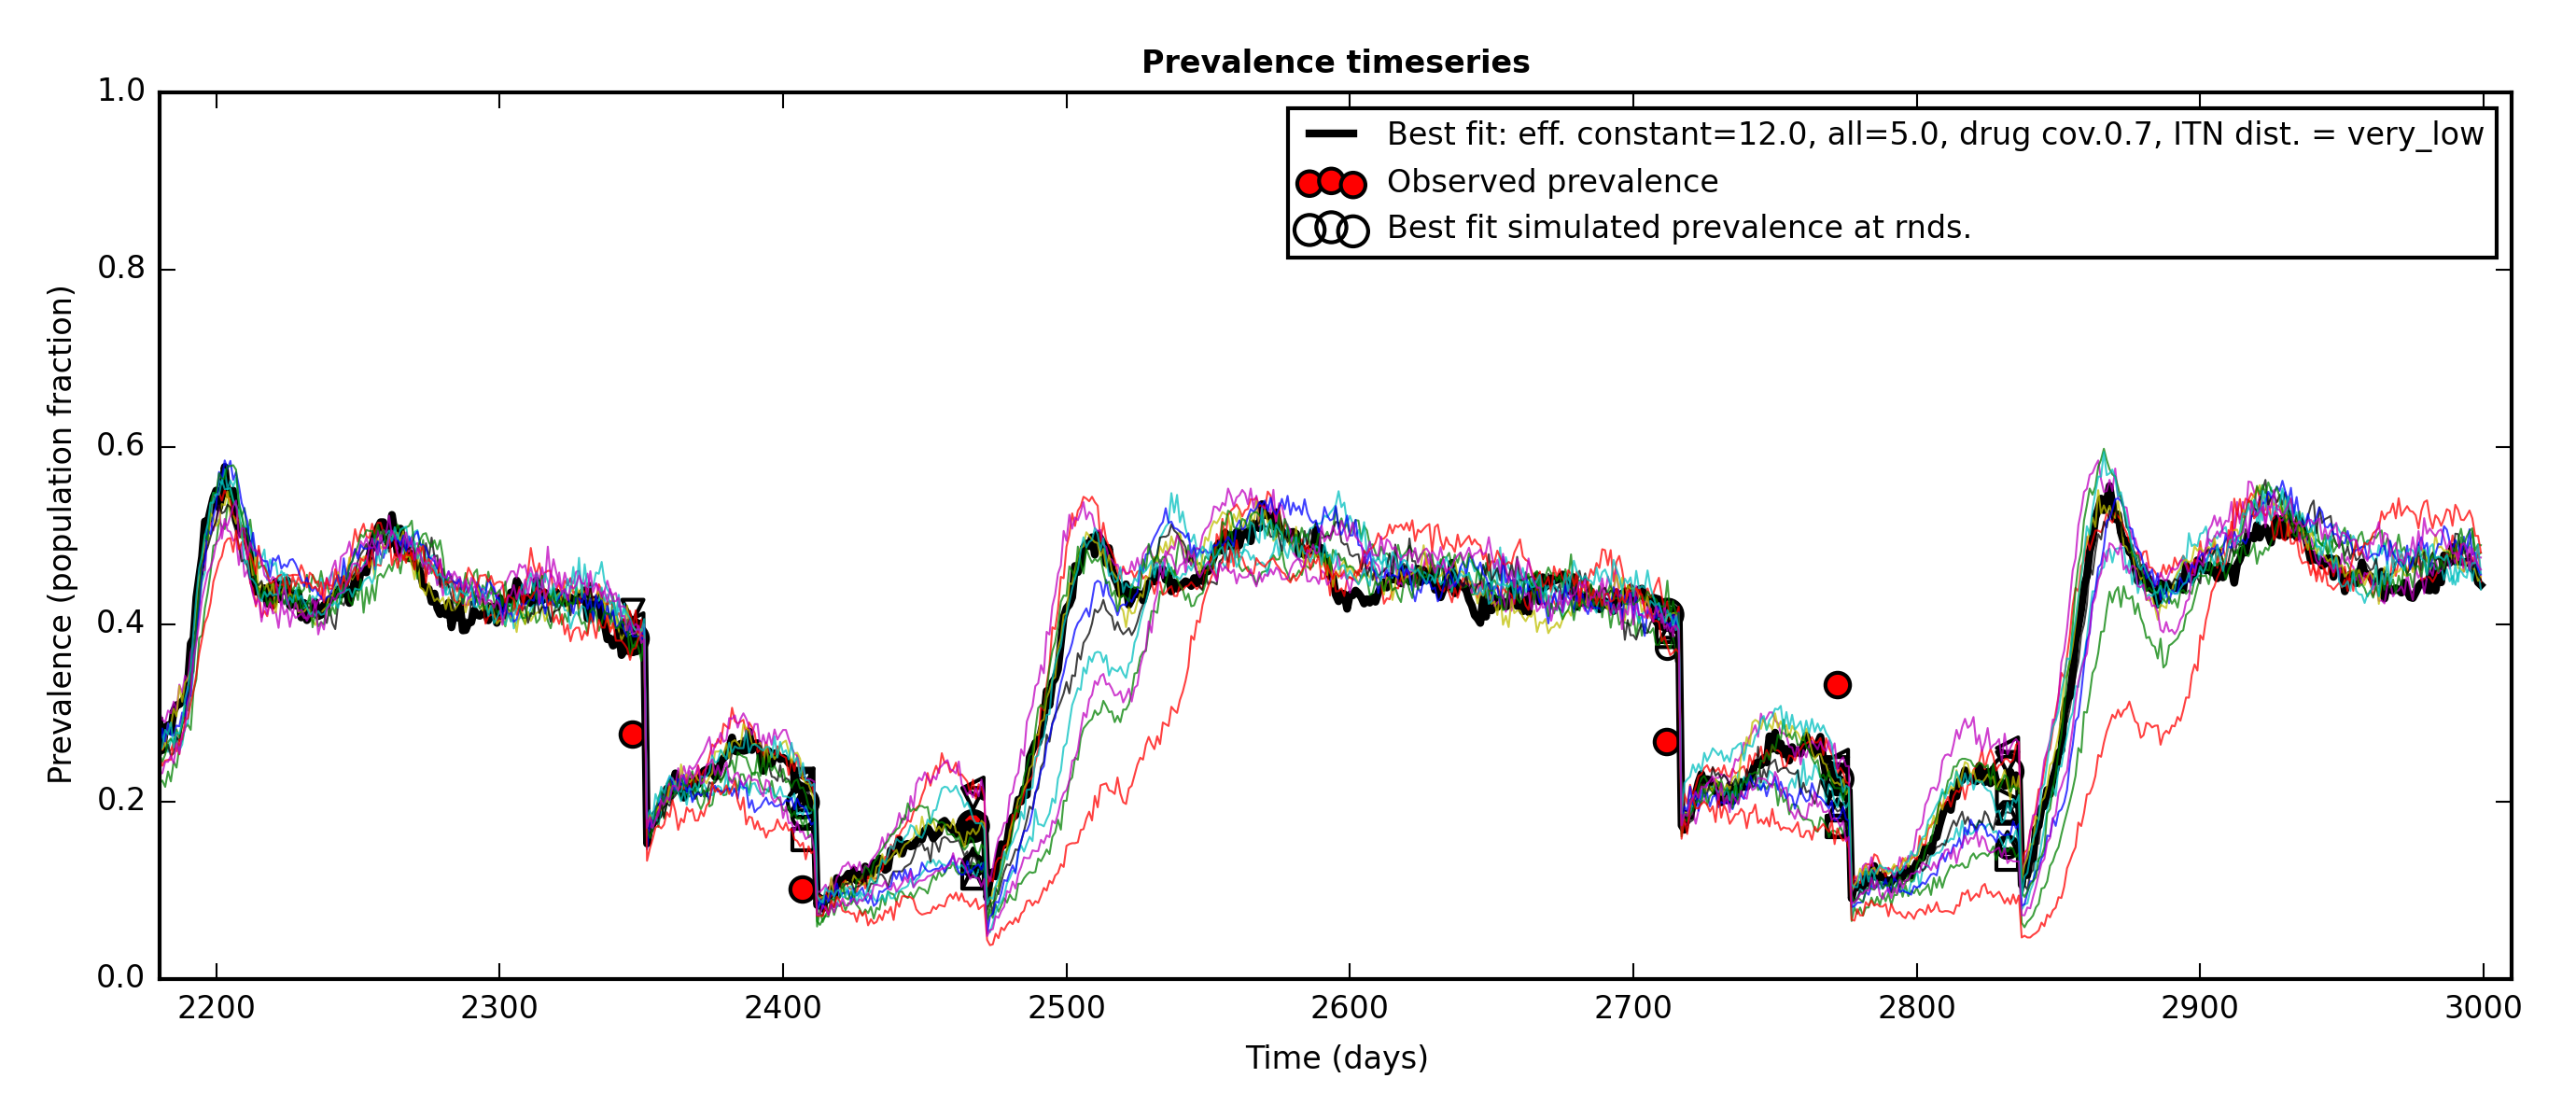 Prevalence timeseries
1.0
0.8
0.6
0.4
0.2
0.0
Prevalence (population fraction)
Best fit: eff. constant=12.0, all=5.0, drug cov.0.7, ITN dist. = very_low
Observed prevalence
Best fit simulated prevalence at rnds.
2200 2300 2400 2500 2600 2700 2800 2900 3000
Time (days)